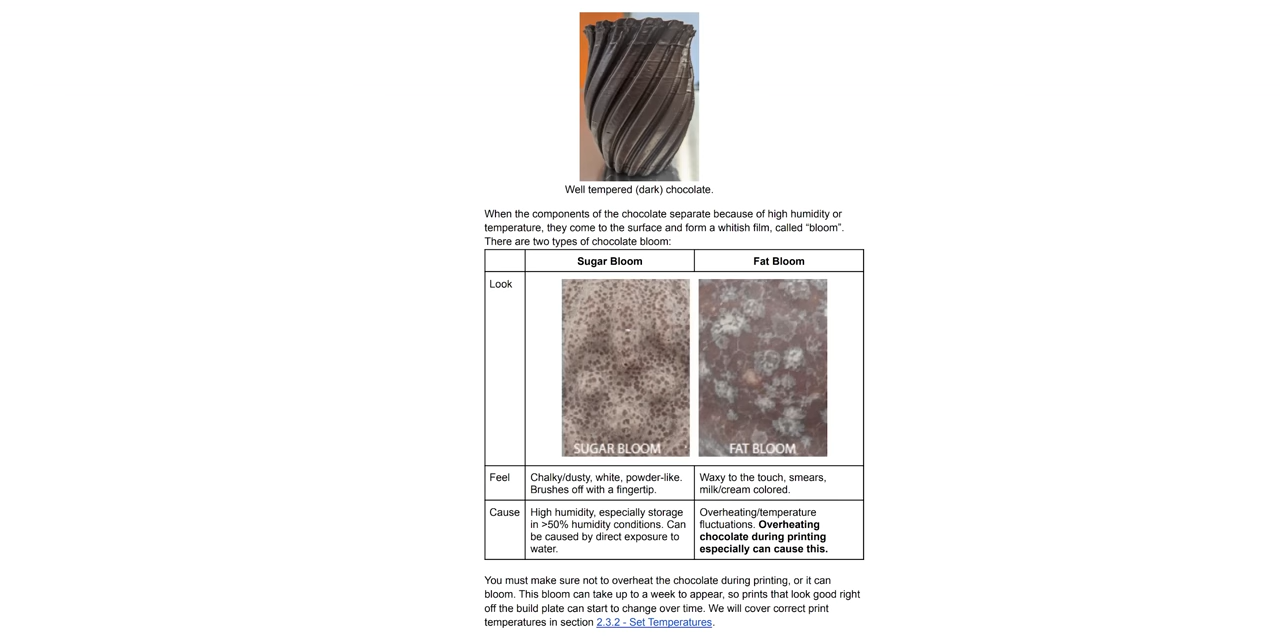 Well tempered (dark) chocolate.
When the components of the chocolate separate because of high humidity or
temperature, they come to the surface and form a whitish film, called “bloom”.
There are two types of chocolate bloom:
Sugar Bloom
Fat Bloom
Look
SUGAR BLOOM
FAT BLOOM
Feel
Chalky/dusty, white, powder-like.
Brushes off with a fingertip.
Waxy to the touch, smears,
milk/cream colored.
Cause
High humidity, especially storage
in >50% humidity conditions. Can
be caused by direct exposure to
water.
Overheating/temperature
fluctuations. Overheating
chocolate during printing
especially can cause this.
You must make sure not to overheat the chocolate during printing, or it can
bloom. This bloom can take up to a week to appear, so prints that look good right
off the build plate can start to change over time. We will cover correct print
temperatures in section 2.3.2 - Set Temperatures.